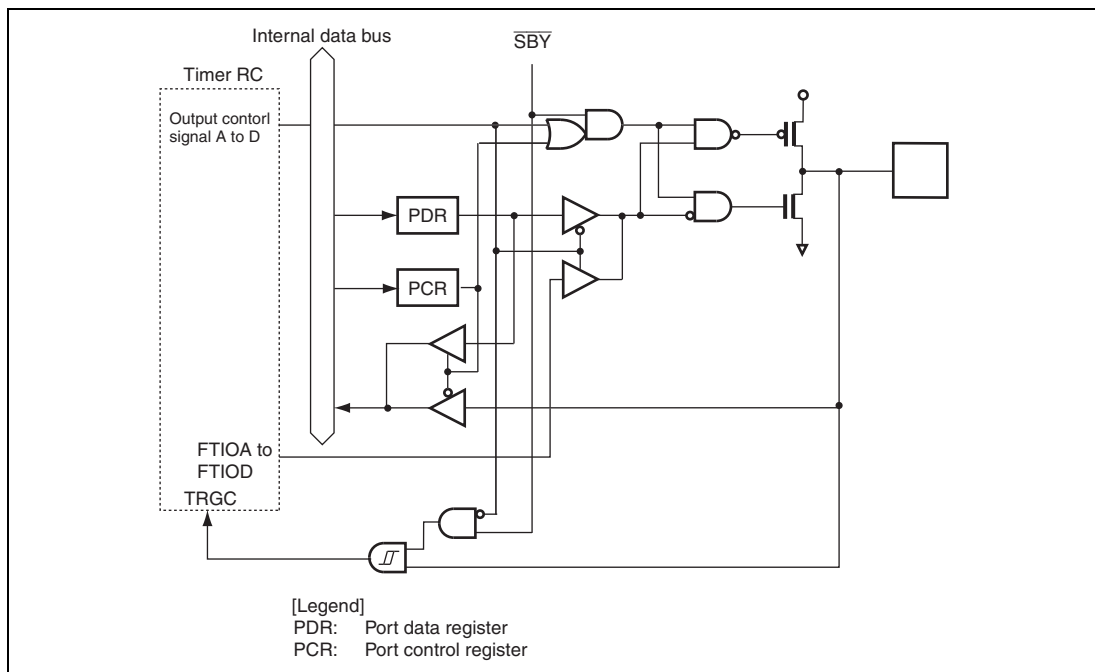 Internal data bus
SBY
Timer RC
Output contorl
signal A to D
PDR
PCR
FTIOA to
FTIOD
TRGC
[Legend]
PDR: Port data register
PCR: Port control register